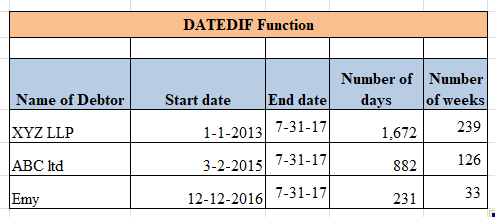 DATEDIF Function
Name of Debtor Start date End date Number of days Number of weeks
XYZ LLP 1-1-2013 7-31-17 1,672 239
ABC ltd 3-2-2015 7-31-17 882 126
Emy 12-12-2016 7-31-17 231 33